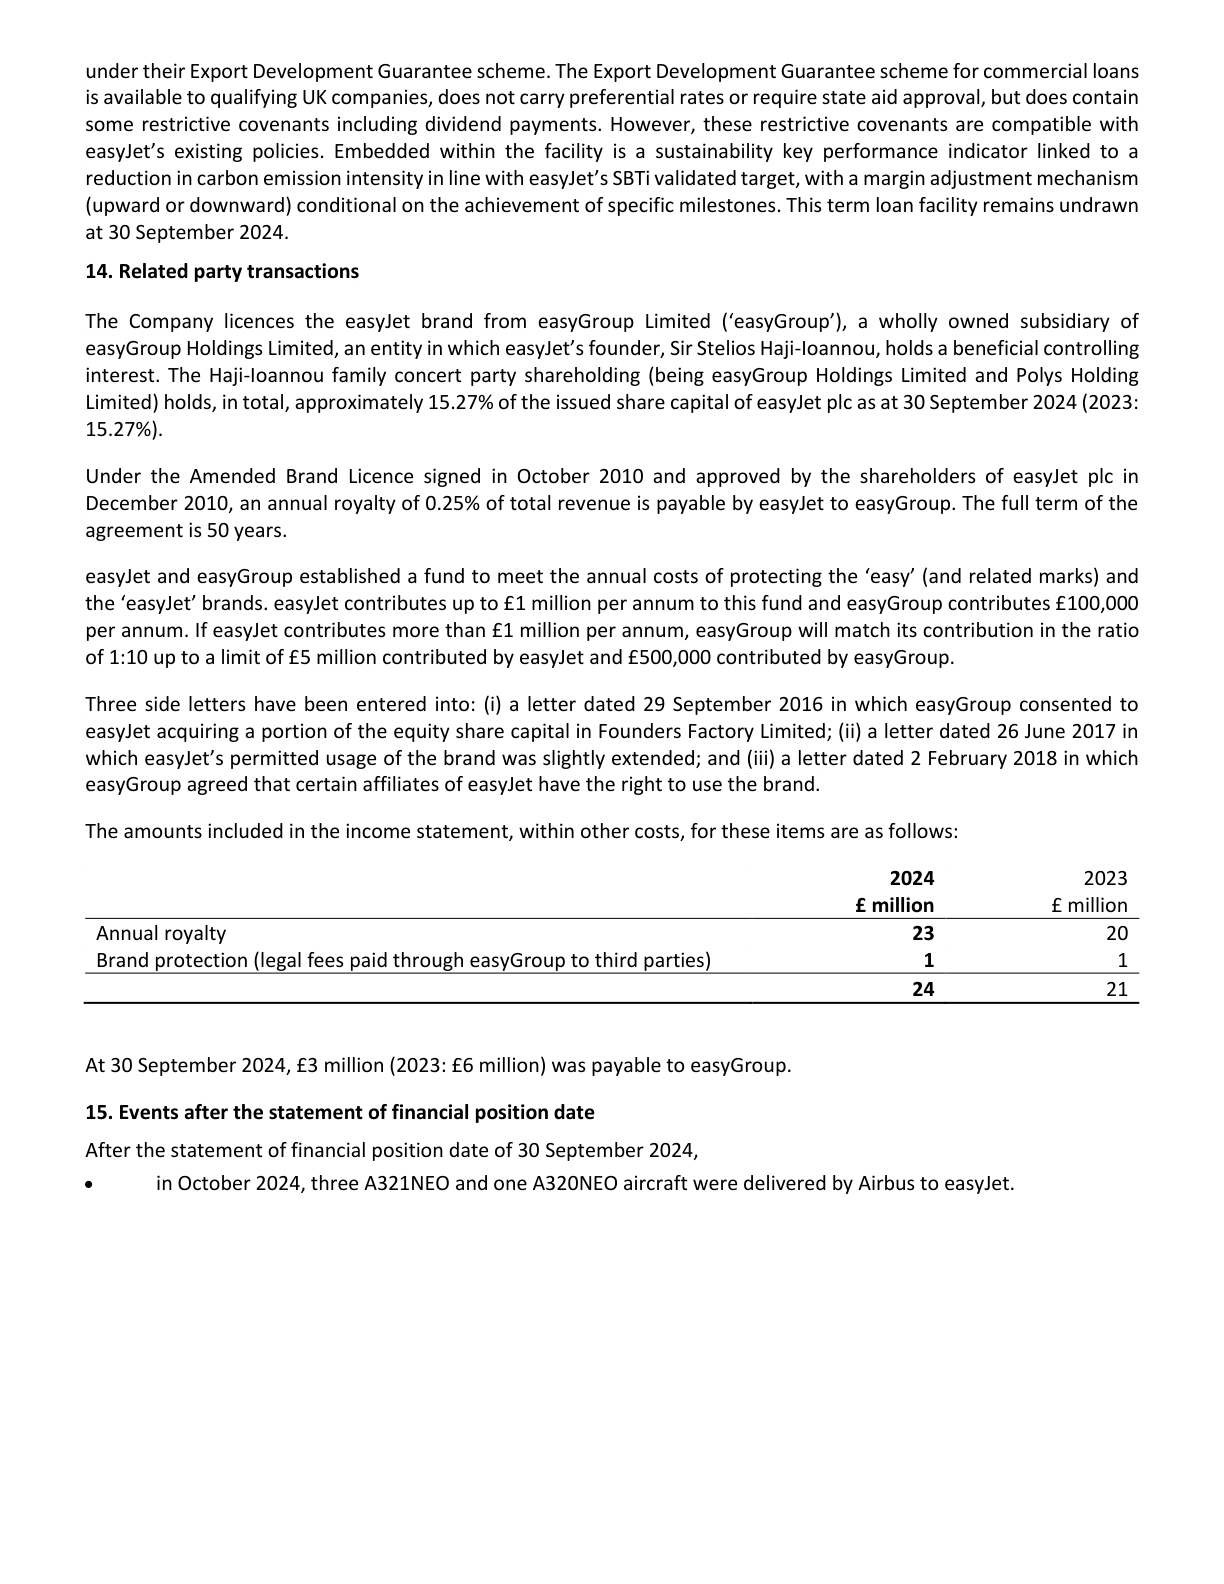 under their Export Development Guarantee scheme. The Export Development Guarantee scheme for commercial loans
is available to qualifying UK companies, does not carry preferential rates or require state aid approval, but does contain
some restrictive covenants including dividend payments. However, these restrictive covenants are compatible with
easyJet’s existing policies. Embedded within the facility is a sustainability key performance indicator linked to a
reduction in carbon emission intensity in line with easyJet’s SBTi validated target, with a margin adjustment mechanism
(upward or downward) conditional on the achievement of specific milestones. This term loan facility remains undrawn
at 30 September 2024.
14. Related party transactions
The Company licences the easyJet brand from easyGroup Limited (‘easyGroup’), a wholly owned subsidiary of
easyGroup Holdings Limited, an entity in which easyJet’s founder, Sir Stelios Haji-Ioannou, holds a beneficial controlling
interest. The Haji-Ioannou family concert party shareholding (being easyGroup Holdings Limited and Polys Holding
Limited) holds, in total, approximately 15.27% of the issued share capital of easyJet plc as at 30 September 2024 (2023:
15.27%).
Under the Amended Brand Licence signed in October 2010 and approved by the shareholders of easyJet plc in
December 2010, an annual royalty of 0.25% of total revenue is payable by easyJet to easyGroup. The full term of the
agreement is 50 years.
easyJet and easyGroup established a fund to meet the annual costs of protecting the ‘easy’ (and related marks) and
the ‘easyJet’ brands. easyJet contributes up to £1 million per annum to this fund and easyGroup contributes £100,000
per annum. If easyJet contributes more than £1 million per annum, easyGroup will match its contribution in the ratio
of 1:10 up to a limit of £5 million contributed by easyJet and £500,000 contributed by easyGroup.
Three side letters have been entered into: (i) a letter dated 29 September 2016 in which easyGroup consented to
easyJet acquiring a portion of the equity share capital in Founders Factory Limited; (ii) a letter dated 26 June 2017 in
which easyJet’s permitted usage of the brand was slightly extended; and (iii) a letter dated 2 February 2018 in which
easyGroup agreed that certain affiliates of easyJet have the right to use the brand.
The amounts included in the income statement, within other costs, for these items are as follows:
2024 2023
£ million £ million
Annual royalty 23 20
Brand protection (legal fees paid through easyGroup to third parties) 1 1
24 21
At 30 September 2024, £3 million (2023: £6 million) was payable to easyGroup.
15. Events after the statement of financial position date
After the statement of financial position date of 30 September 2024,
• in October 2024, three A321NEO and one A320NEO aircraft were delivered by Airbus to easyJet.